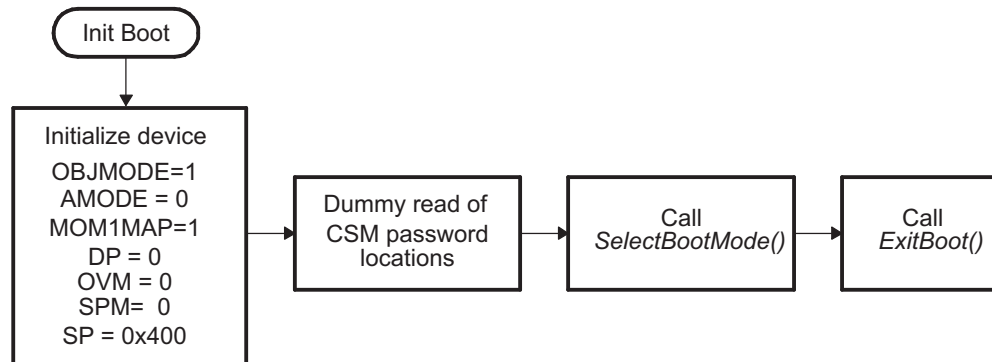 Init Boot
Initialize device
OBJMODE=1
AMODE = 0
MOM1MAP=1
DP = 0
OVM = 0
SPM= 0
SP = 0x400
Dummy read of
CSM password
locations
Call
SelectBootMode()
Call
ExitBoot()